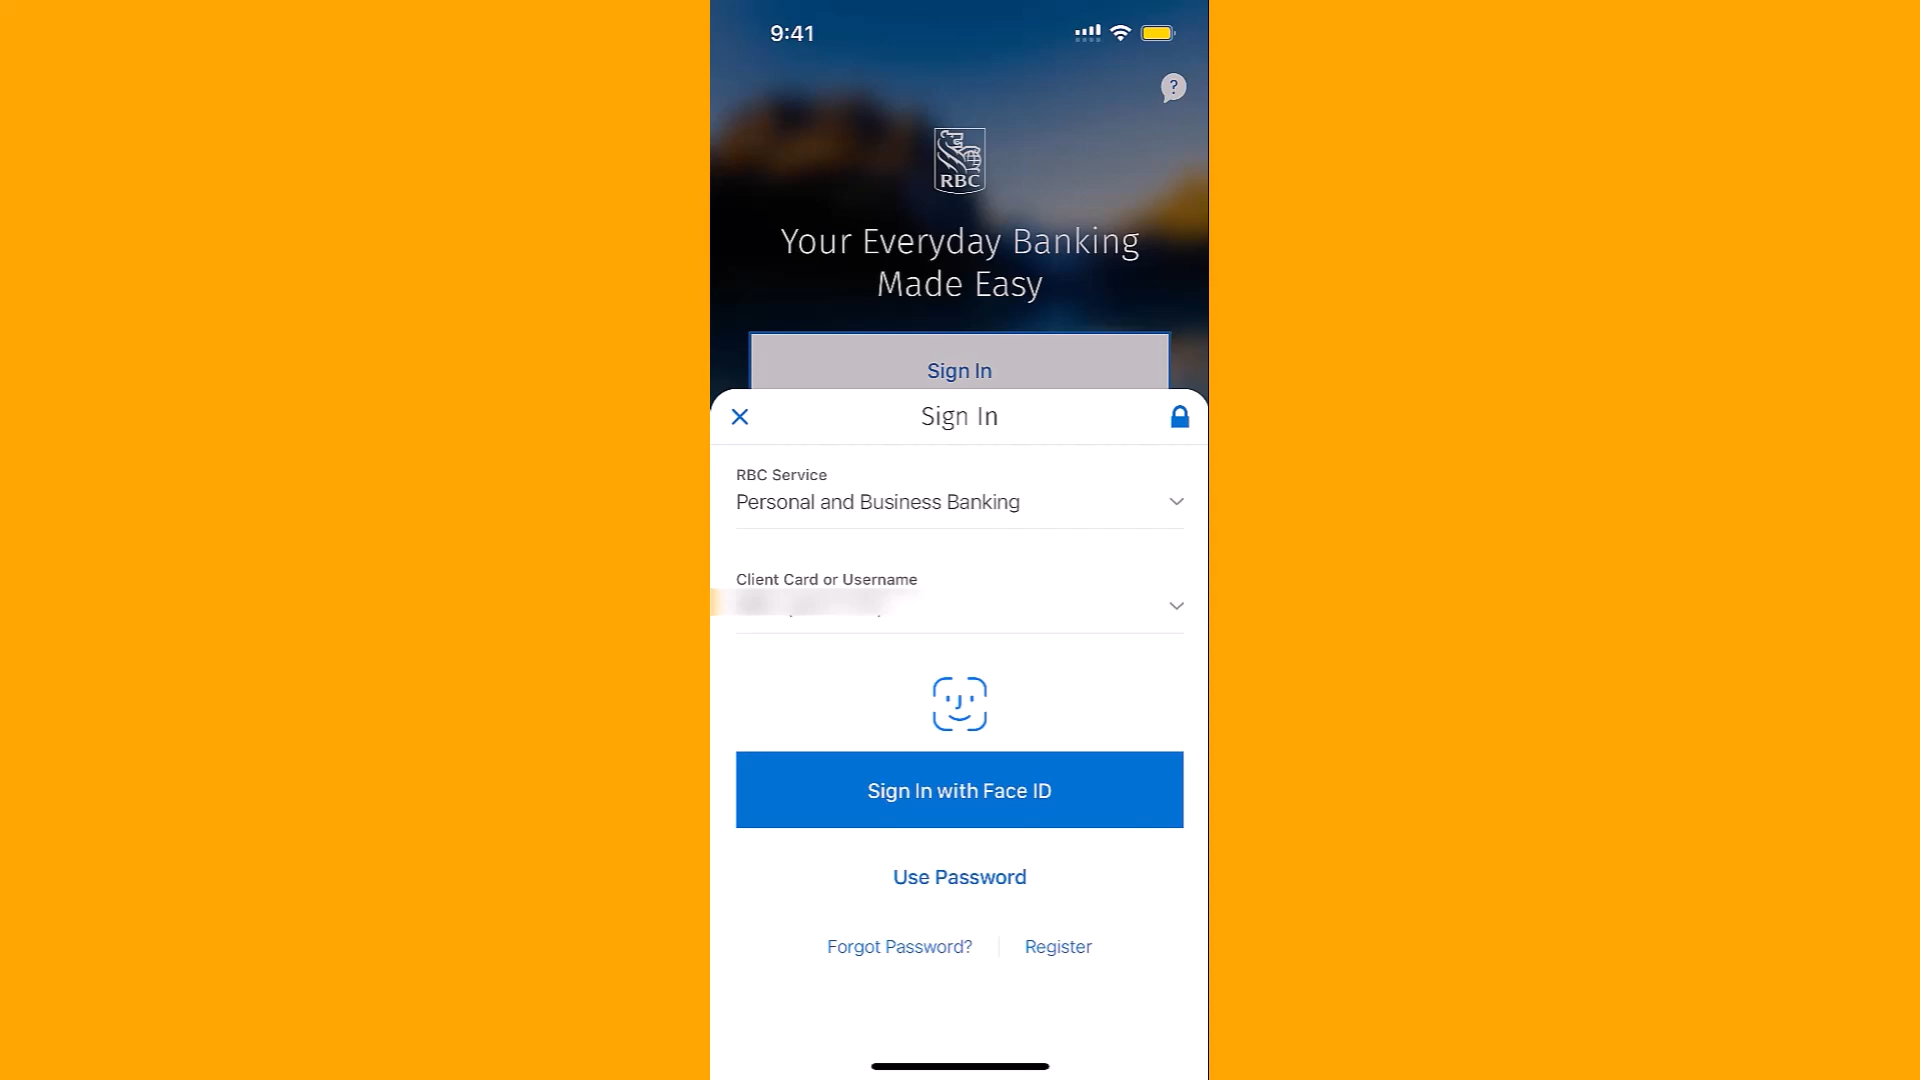 9:41
?
RBC
Your Everyday Banking
Made Easy
Sign In
Sign In
RBC Service
Personal and Business Banking
Client Card or Username
Sign In with Face ID
Use Password
Forgot Password?
Register